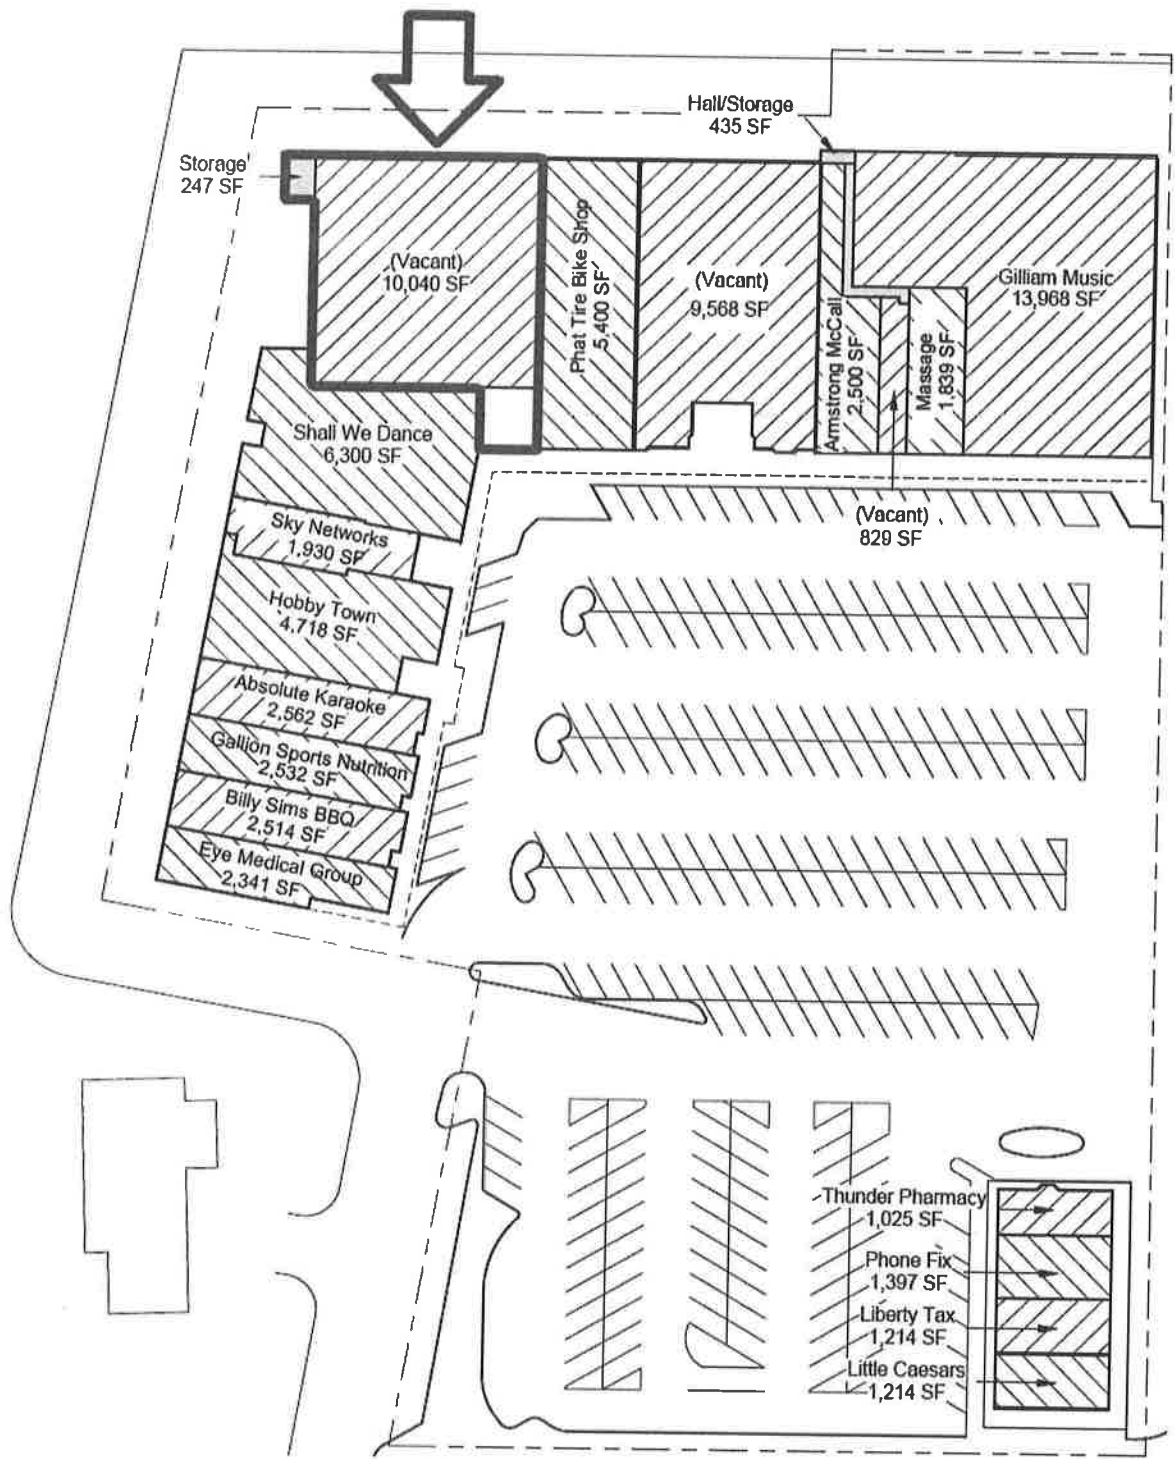 Hall/Storage
435 SF
Storage
247 SF
(Vacant)
10,040 SF
Phat Tire Bike Shop
5,400 SF
(Vacant)
9,568 SF
Armstrong McCall
2,500 SF
Massage
1,839 SF
Gilliam Music
13,968 SF
(Vacant)
829 SF
Shall We Dance
6,300 SF
Sky Networks
1,930 SF
Hobby Town
4,718 SF
Absolute Karaoke
2,562 SF
Gallion Sports Nutrition
2,532 SF
Billy Sims BBQ
2,514 SF
Eye Medical Group
2,341 SF
Thunder Pharmacy
1,025 SF
Phone Fix
1,397 SF
Liberty Tax
1,214 SF
Little Caesars
1,214 SF